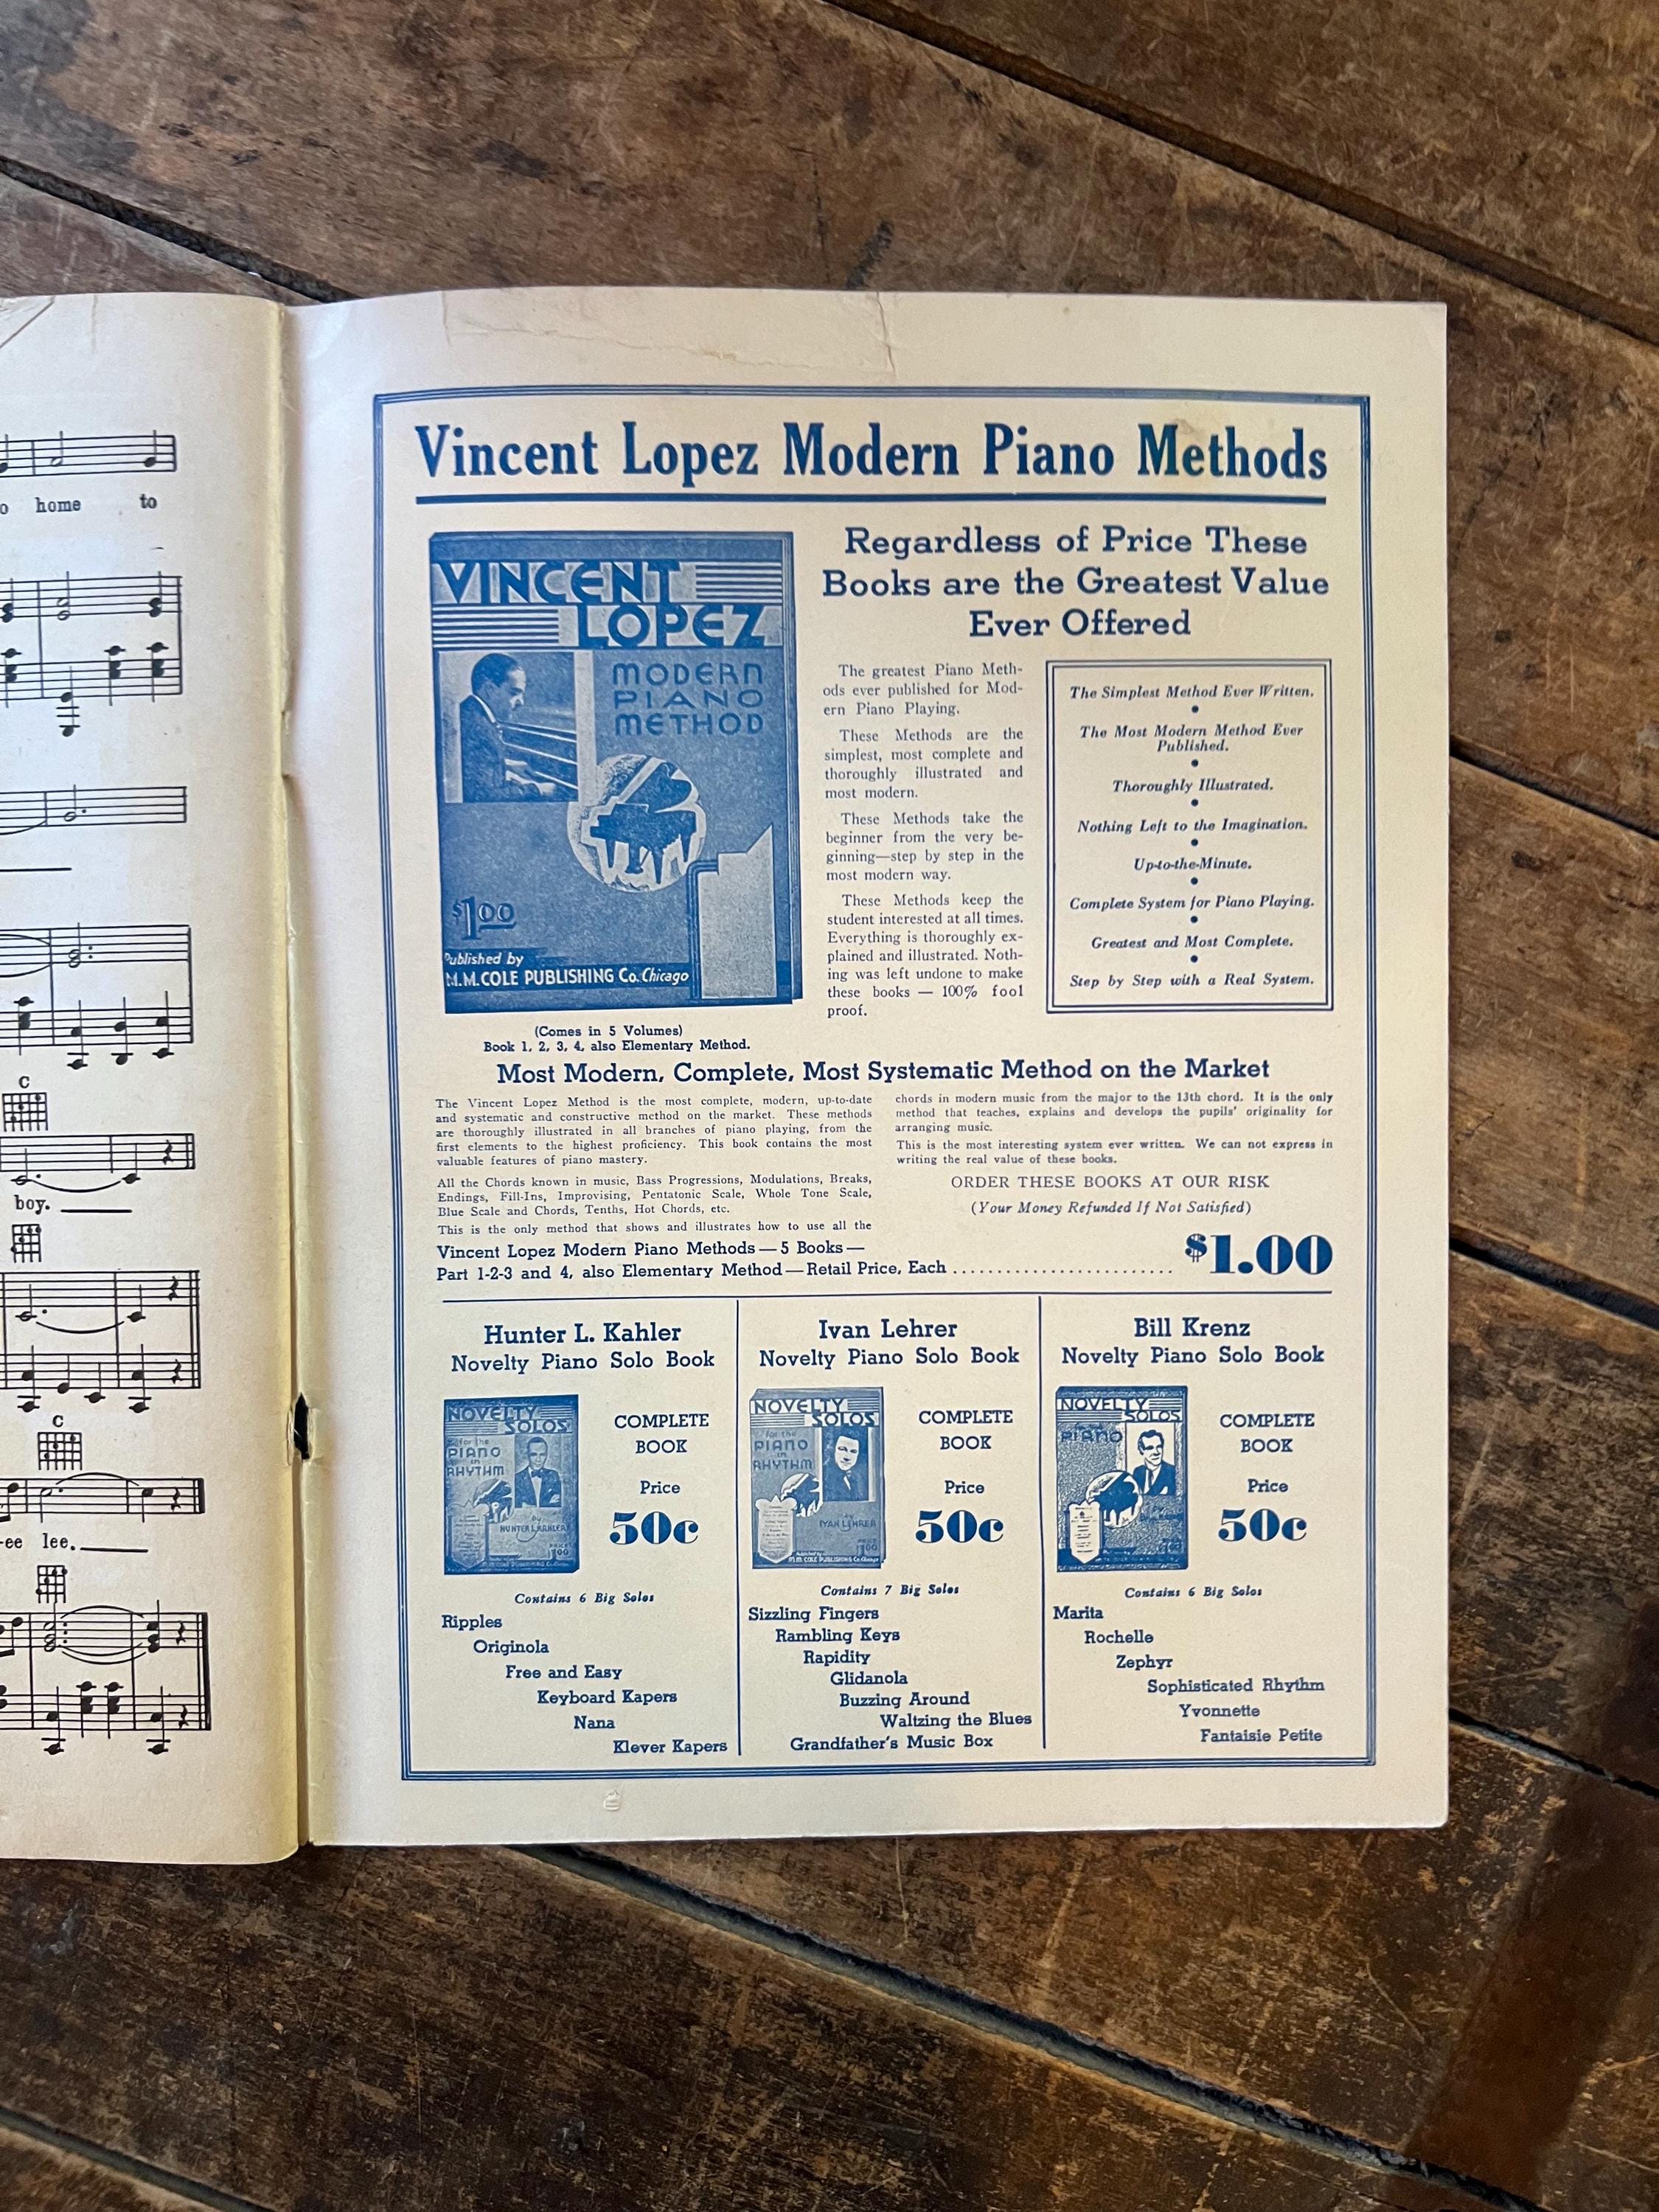 o home to
C
boy.
C
-ee lee.
Vincent Lopez Modern Piano Methods
VINCENT
LOPEZ
MODERN
PIANO
METHOD
$1.00
Published by
M.M. COLE PUBLISHING Co. Chicago
(Comes in 5 Volumes)
Book 1, 2, 3, 4, also Elementary Method.
Regardless of Price These
Books are the Greatest Value
Ever Offered
The greatest Piano Meth-
ods ever published for Mod-
ern Piano Playing.
These Methods are the
simplest, most complete and
thoroughly illustrated and
most modern.
These Methods take the
beginner from the very be-
ginning—step by step in the
most modern way.
These Methods keep the
student interested at all times.
Everything is thoroughly ex-
plained and illustrated. Noth-
ing was left undone to make
these books — 100% fool
proof.
The Simplest Method Ever Written.
•
The Most Modern Method Ever
Published.
•
Thoroughly Illustrated.
•
Nothing Left to the Imagination.
•
Up-to-the-Minute.
•
Complete System for Piano Playing.
•
Greatest and Most Complete.
•
Step by Step with a Real System.
Most Modern, Complete, Most Systematic Method on the Market
The Vincent Lopez Method is the most complete, modern, up-to-date
and systematic and constructive method on the market. These methods
are thoroughly illustrated in all branches of piano playing, from the
first elements to the highest proficiency. This book contains the most
valuable features of piano mastery.
All the Chords known in music, Bass Progressions, Modulations, Breaks,
Endings, Fill-Ins, Improvising, Pentatonic Scale, Whole Tone Scale,
Blue Scale and Chords, Tenths, Hot Chords, etc.
This is the only method that shows and illustrates how to use all the
chords in modern music from the major to the 13th chord. It is the only
method that teaches, explains and develops the pupils' originality for
arranging music.
This is the most interesting system ever written. We can not express in
writing the real value of these books.
ORDER THESE BOOKS AT OUR RISK
(Your Money Refunded If Not Satisfied)
Vincent Lopez Modern Piano Methods — 5 Books —
Part 1-2-3 and 4, also Elementary Method — Retail Price, Each ........................ $1.00
Hunter L. Kahler
Novelty Piano Solo Book
NOVELTY
SOLOS
for the
PIANO
in
RHYTHM
by
HUNTER L. KAHLER
COMPLETE
BOOK
Price
50c
Contains 6 Big Solos
Ripples
Originola
Free and Easy
Keyboard Kapers
Nana
Klever Kapers
Ivan Lehrer
Novelty Piano Solo Book
NOVELTY
SOLOS
for the
PIANO
in
RHYTHM
by
IVAN LEHRER
M.M. COLE PUBLISHING Co. Chicago
COMPLETE
BOOK
Price
50c
Contains 7 Big Solos
Sizzling Fingers
Rambling Keys
Rapidity
Glidanola
Buzzing Around
Waltzing the Blues
Grandfather's Music Box
Bill Krenz
Novelty Piano Solo Book
NOVELTY
SOLOS
PIANO
COMPLETE
BOOK
Price
50c
Contains 6 Big Solos
Marita
Rochelle
Zephyr
Sophisticated Rhythm
Yvonnette
Fantaisie Petite